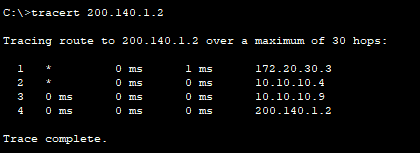 C:\>tracert 200.140.1.2
Tracing route to 200.140.1.2 over a maximum of 30 hops:
1 * 0 ms 1 ms 172.20.30.3
2 * 0 ms 0 ms 10.10.10.4
3 0 ms 0 ms 0 ms 10.10.10.9
4 0 ms 0 ms 0 ms 200.140.1.2
Trace complete.